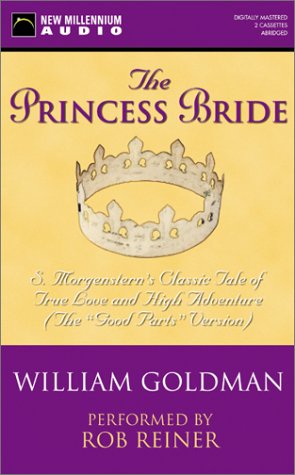 NEW MILLENNIUM
AUDIO
DIGITALLY MASTERED
2 CASSETTES
ABRIDGED
The
PRINCESS BRIDE
S. Morgenstern's Classic Tale of
True Love and High Adventure
(The "Good Parts" Version)
WILLIAM GOLDMAN
PERFORMED BY
ROB REINER